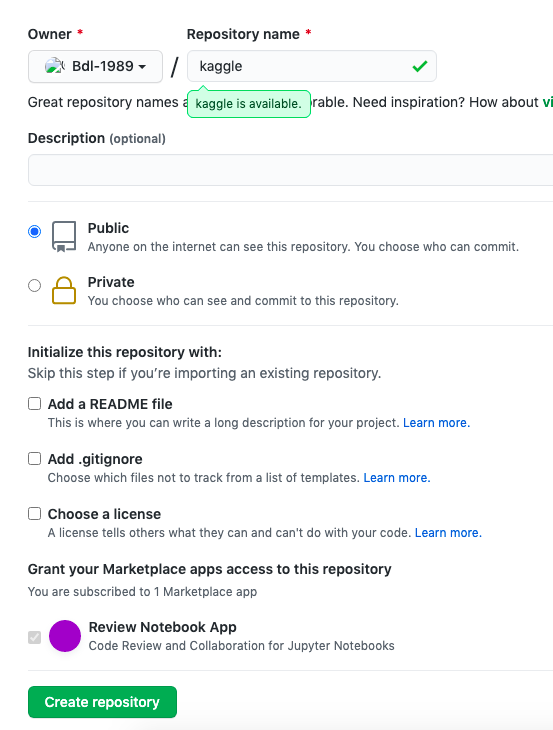 Owner * Repository name *
Bdl-1989 / kaggle
Great repository names a rable. Need inspiration? How about vi
kaggle is available.
Description (optional)
Public
Anyone on the internet can see this repository. You choose who can commit.
Private
You choose who can see and commit to this repository.
Initialize this repository with:
Skip this step if you’re importing an existing repository.
Add a README file
This is where you can write a long description for your project. Learn more.
Add .gitignore
Choose which files not to track from a list of templates. Learn more.
Choose a license
A license tells others what they can and can't do with your code. Learn more.
Grant your Marketplace apps access to this repository
You are subscribed to 1 Marketplace app
Review Notebook App
Code Review and Collaboration for Jupyter Notebooks
Create repository